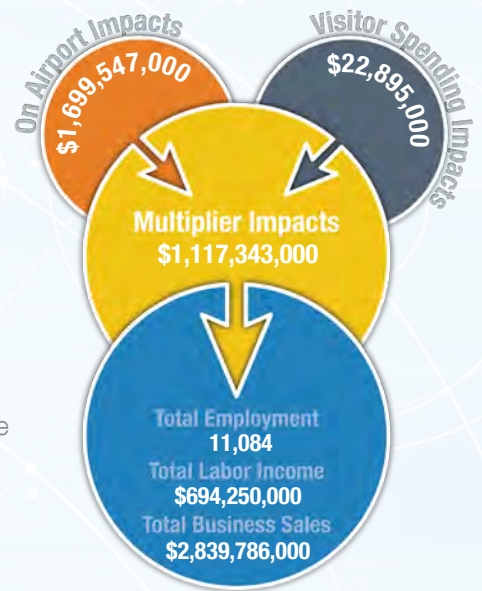 On Airport Impacts
$1,699,547,000
Visitor Spending Impacts
$22,895,000
Multiplier Impacts
$1,117,343,000
Total Employment
11,084
Total Labor Income
$694,250,000
Total Business Sales
$2,839,786,000
e
a